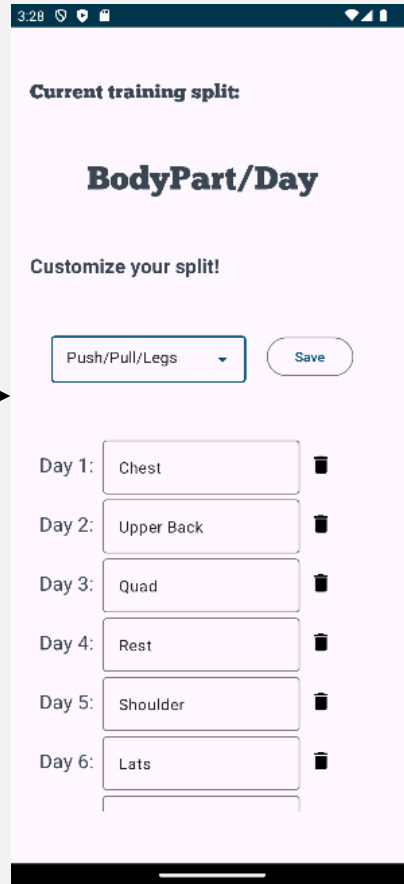 3:28
Current training split:
BodyPart/Day
Customize your split!
Push/Pull/Legs Save
Day 1: Chest
Day 2: Upper Back
Day 3: Quad
Day 4: Rest
Day 5: Shoulder
Day 6: Lats